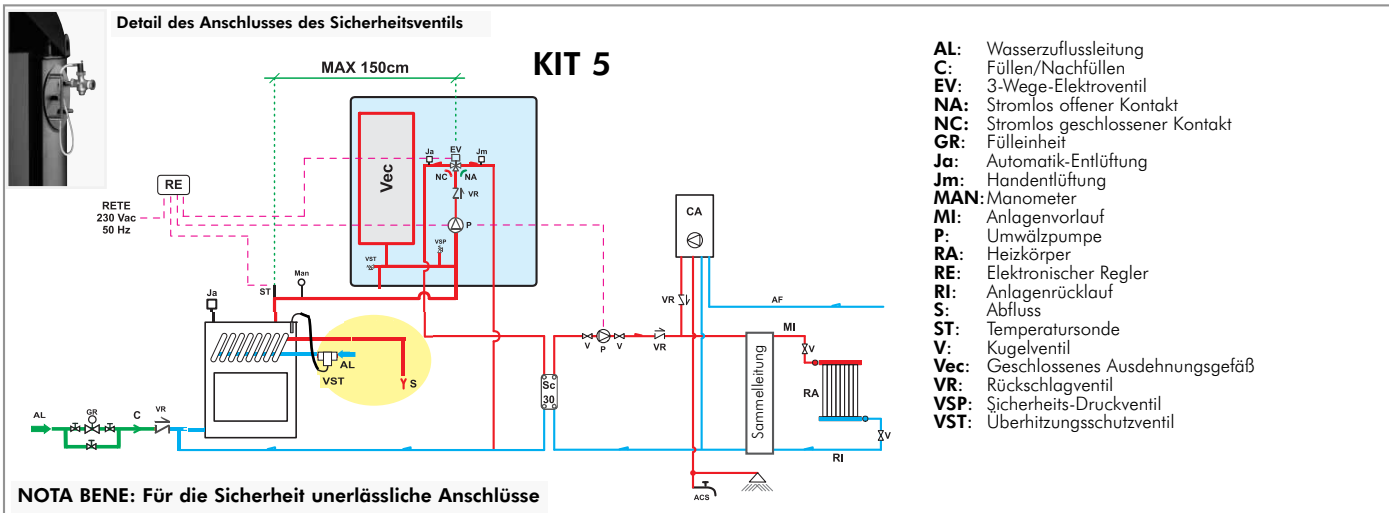 Detail des Anschlusses des Sicherheitsventils
KIT 5
MAX 150cm
EV
Ja
Jm
NC
NA
Vec
VR
P
VSP
VST
RE
RETE
230 Vac
50 Hz
ST
Man
Ja
AL
VST
S
AL
GR
C
VR
Sc
30
V
P
V
VR
VR
CA
AF
MI
V
RA
V
RI
Sammelleitung
ACS
NOTA BENE: Für die Sicherheit unerlässliche Anschlüsse
AL: Wasserzuflussleitung
C: Füllen/Nachfüllen
EV: 3-Wege-Elektroventil
NA: Stromlos offener Kontakt
NC: Stromlos geschlossener Kontakt
GR: Fülleinheit
Ja: Automatik-Entlüftung
Jm: Handentlüftung
MAN: Manometer
MI: Anlagenvorlauf
P: Umwälzpumpe
RA: Heizkörper
RE: Elektronischer Regler
RI: Anlagenrücklauf
S: Abfluss
ST: Temperatursonde
V: Kugelventil
Vec: Geschlossenes Ausdehnungsgefäß
VR: Rückschlagventil
VSP: Sicherheits-Druckventil
VST: Überhitzungsschutzventil